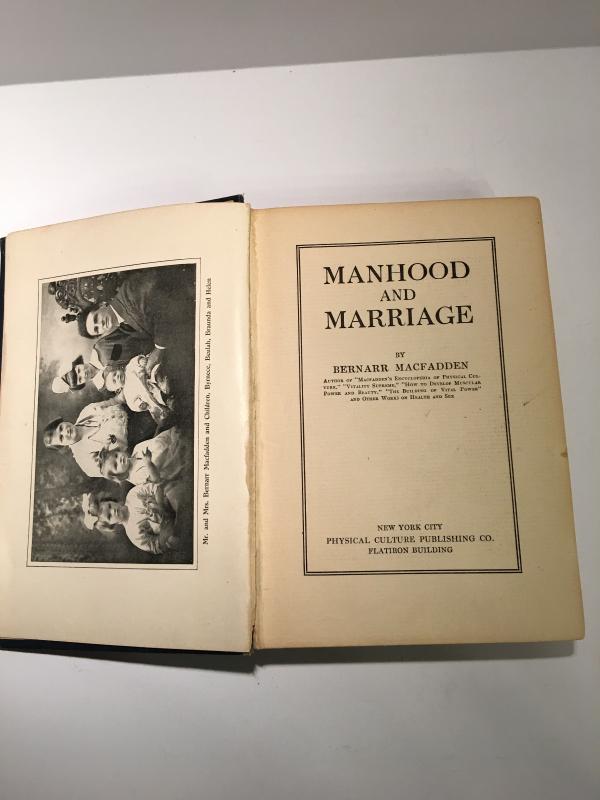 Mr. and Mrs. Bernarr Macfadden and Children, Byrnece, Beulah, Braunda and Helen
MANHOOD
AND
MARRIAGE
BY
BERNARR MACFADDEN
AUTHOR OF "MACFADDEN'S ENCYCLOPEDIA OF PHYSICAL CUL-
TURE," "VITALITY SUPREME," "HOW TO DEVELOP MUSCULAR
POWER AND BEAUTY," "THE BUILDING OF VITAL POWER"
AND OTHER WORKS ON HEALTH AND SEX
NEW YORK CITY
PHYSICAL CULTURE PUBLISHING CO.
FLATIRON BUILDING